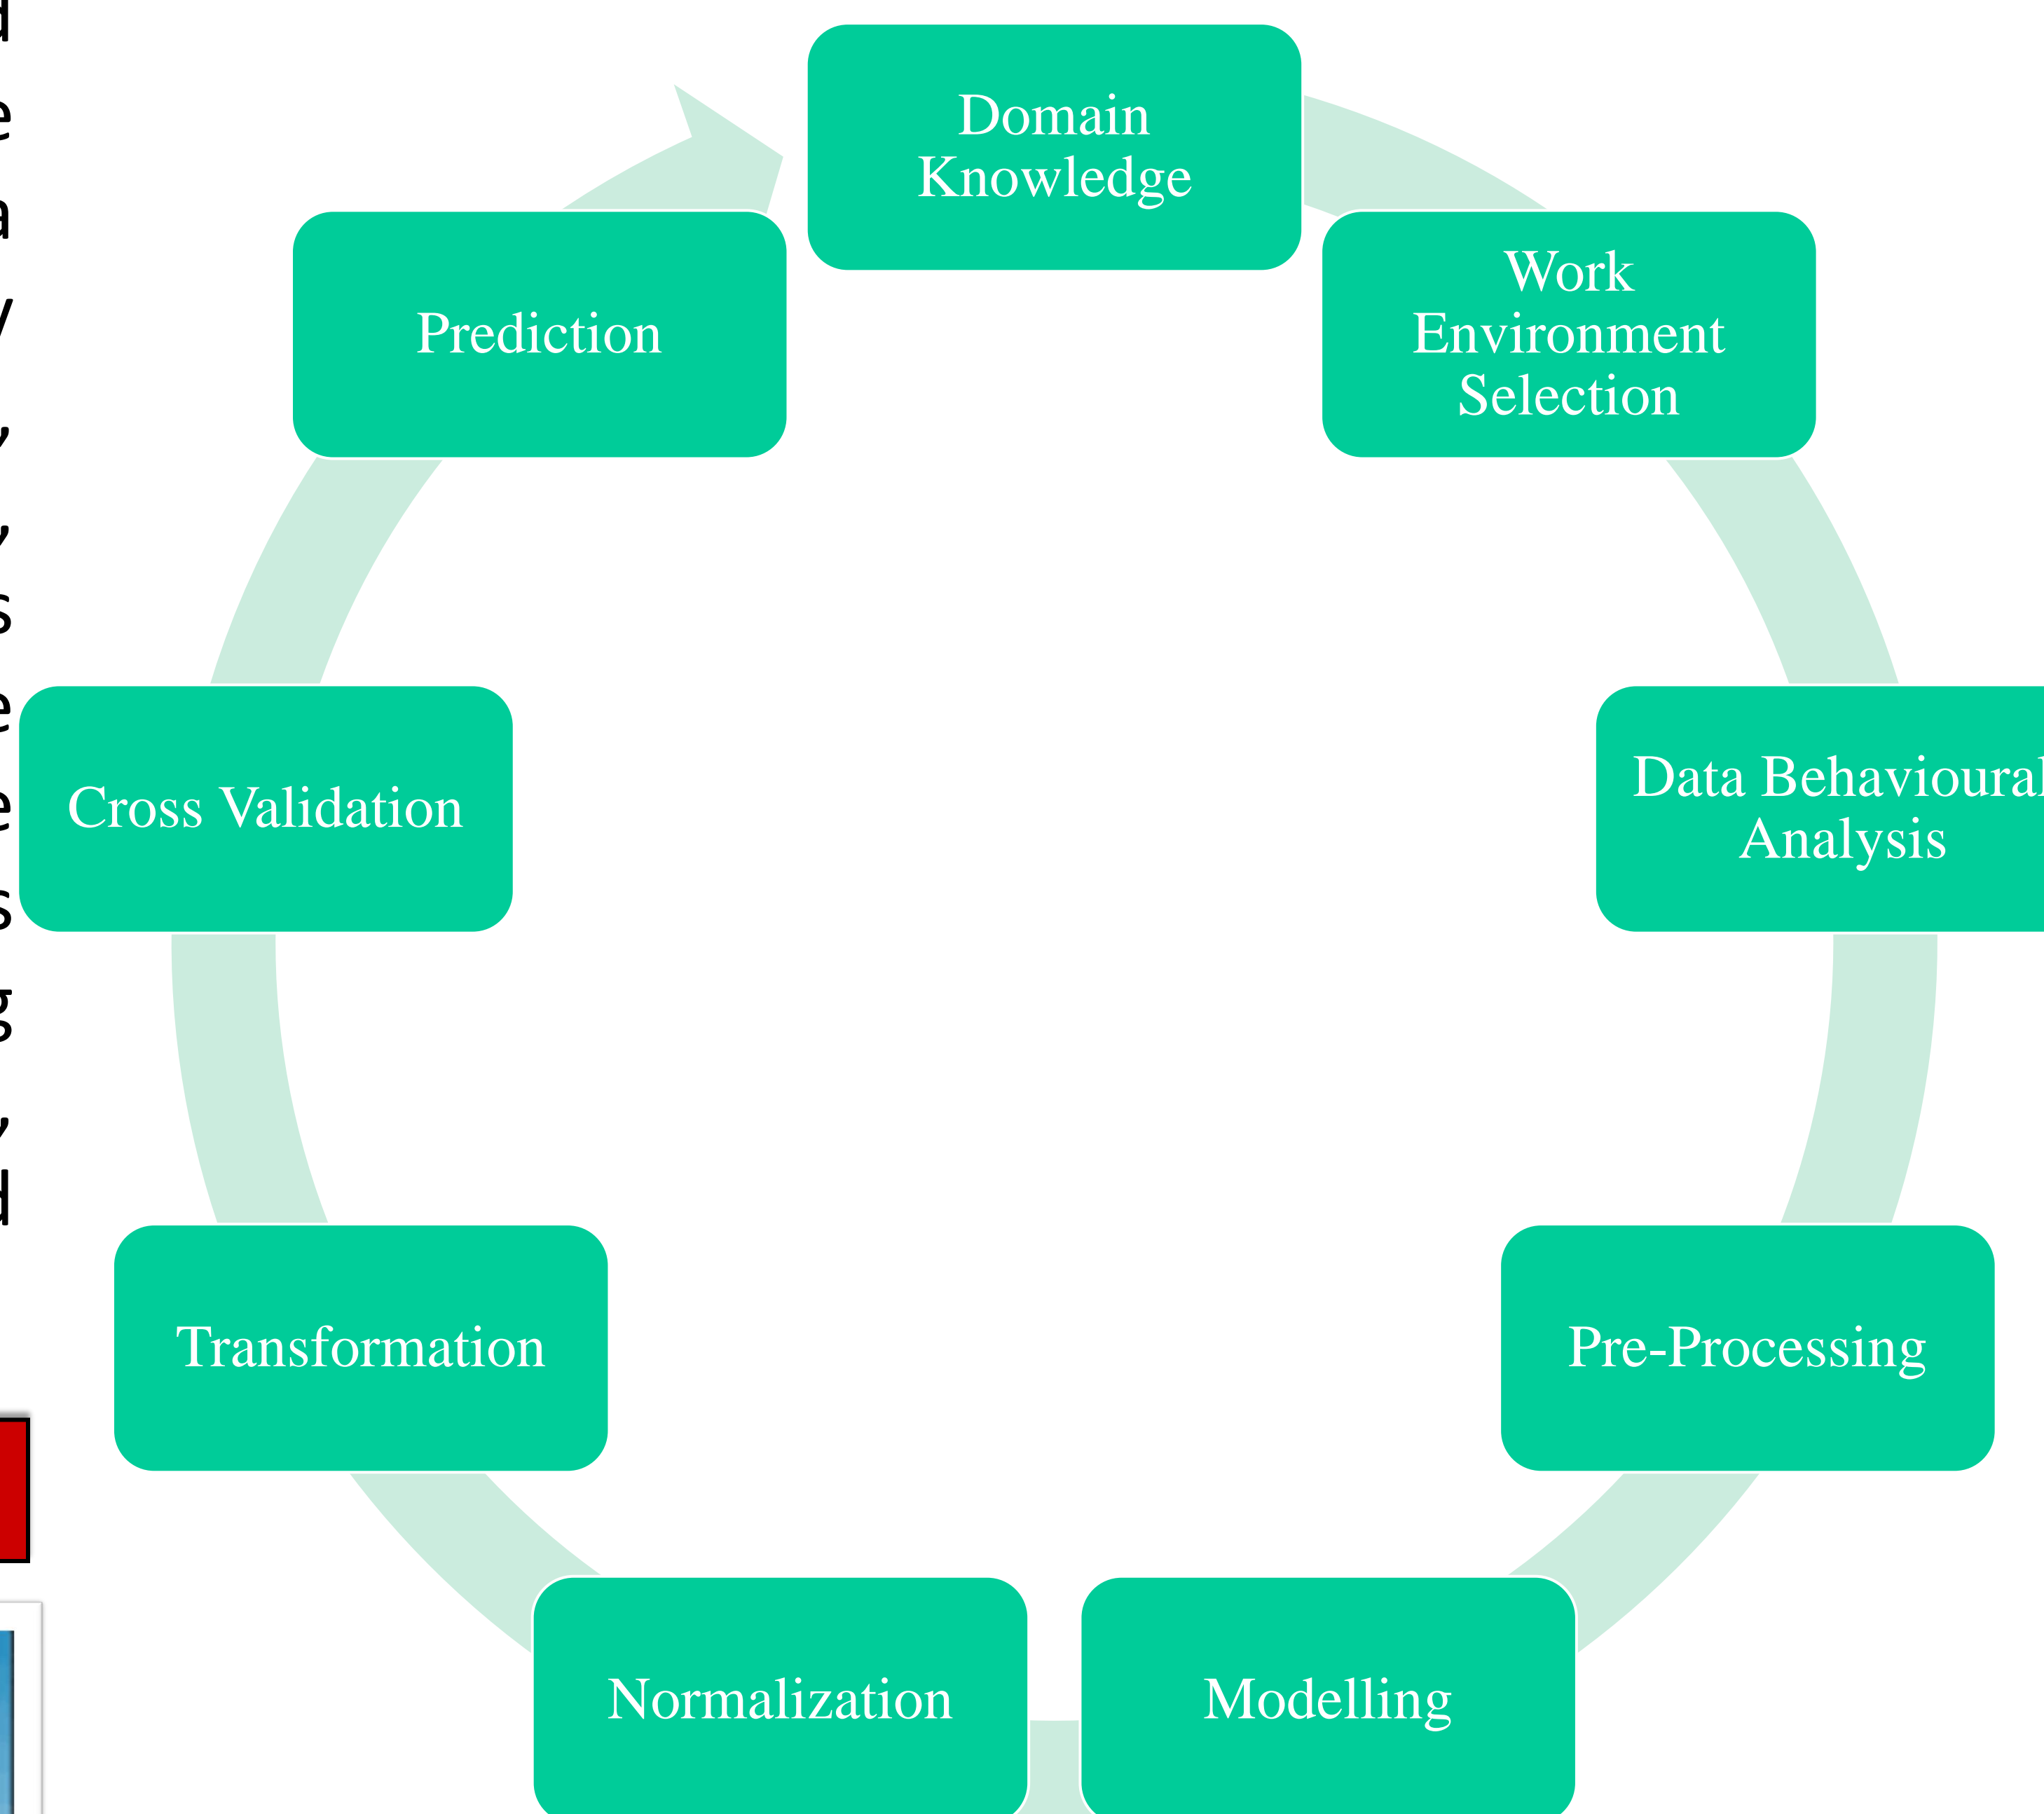 Domain
Knowledge
Work
Environment
Selection
Data Behavioural
Analysis
Pre-Processing
Modelling
Normalization
Transformation
Cross Validation
Prediction